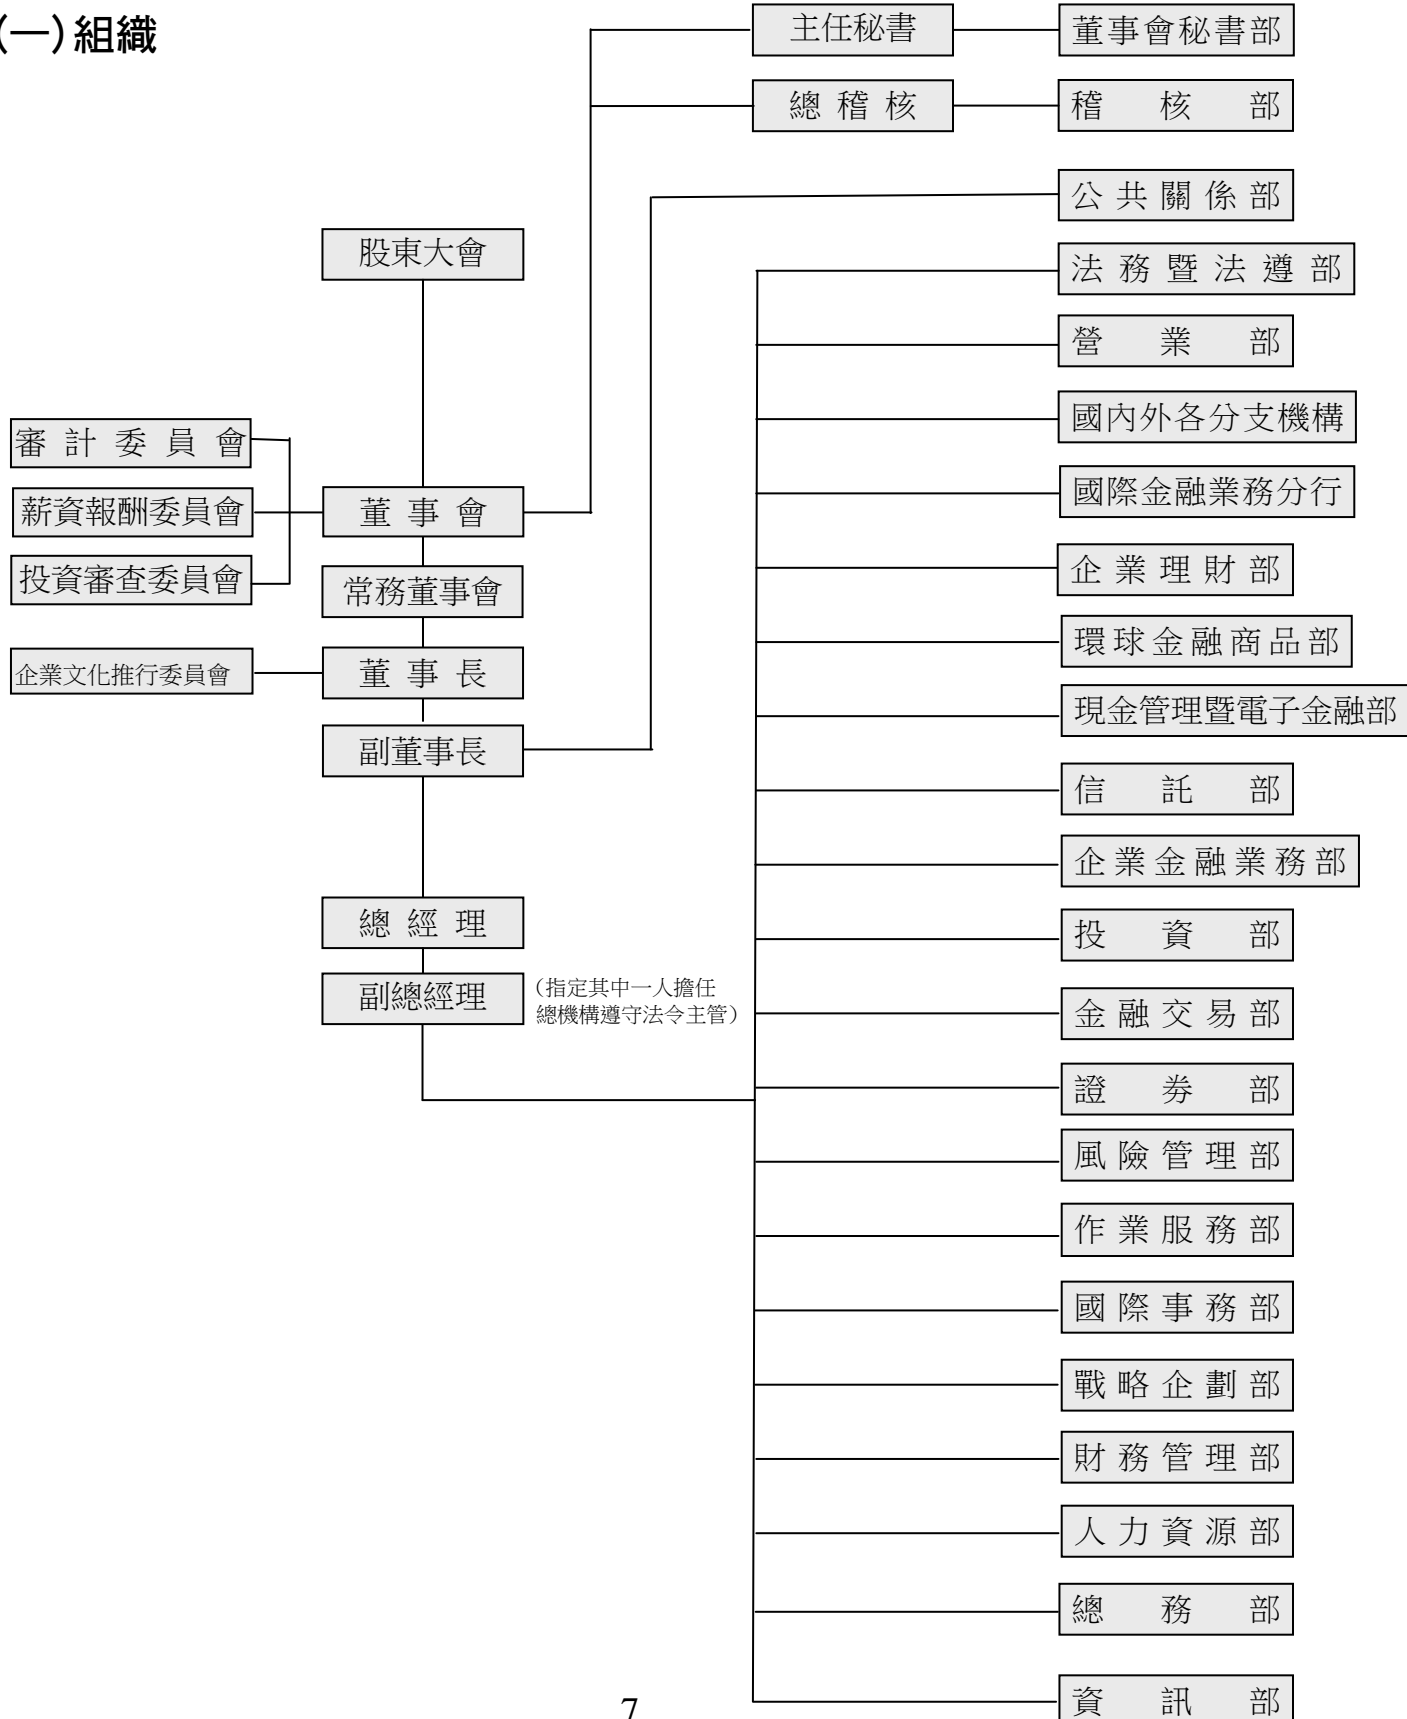 (一)組織
主任秘書
董事會秘書部
總稽核
稽核部
公共關係部
股東大會
法務暨法遵部
營業部
國內外各分支機構
審計委員會
國際金融業務分行
薪資報酬委員會
董事會
投資審查委員會
企業理財部
常務董事會
環球金融商品部
企業文化推行委員會
董事長
現金管理暨電子金融部
副董事長
信託部
企業金融業務部
總經理
投資部
副總經理
（指定其中一人擔任
總機構遵守法令主管）
金融交易部
證券部
風險管理部
作業服務部
國際事務部
戰略企劃部
財務管理部
人力資源部
總務部
資訊部
7